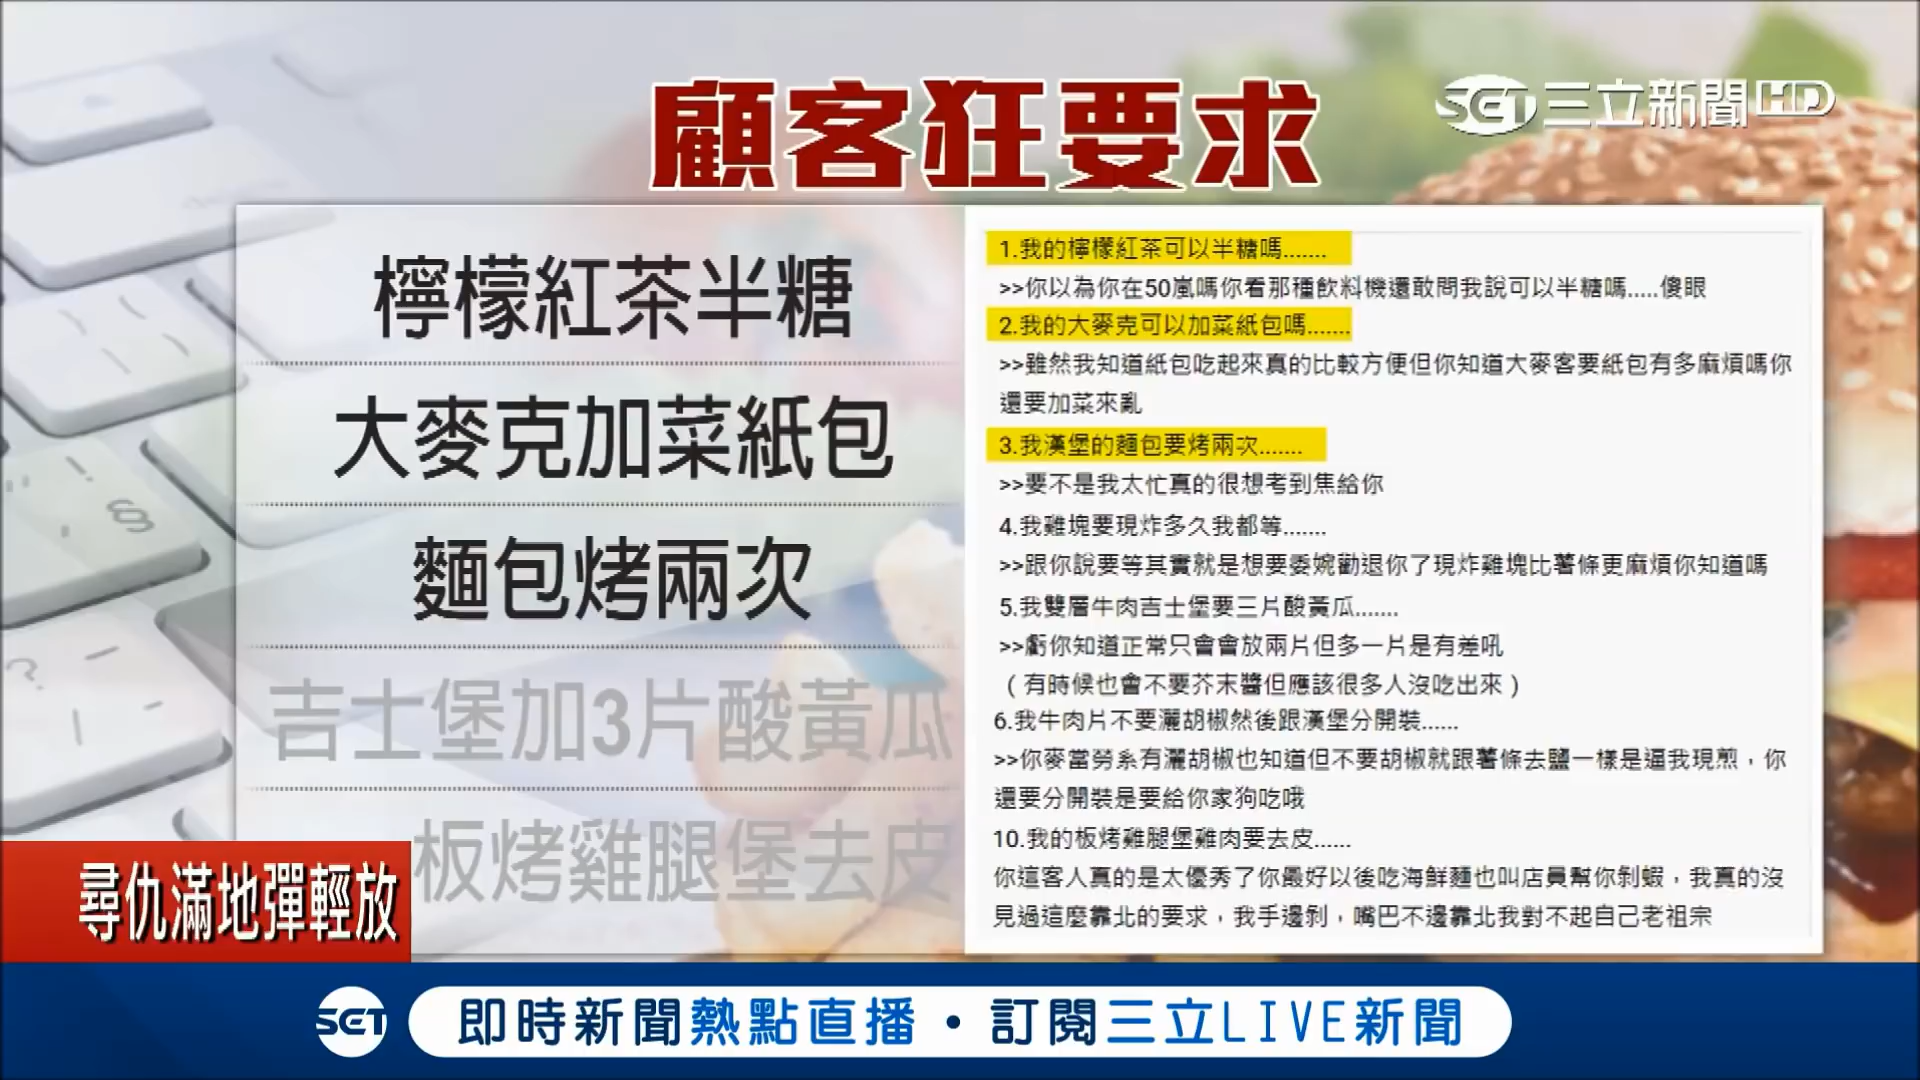 顧客狂要求
SET三立新聞HD
檸檬紅茶半糖
大麥克加菜紙包
麵包烤兩次
吉士堡加3片酸黃瓜
板烤雞腿堡去皮
1.我的檸檬紅茶可以半糖嗎.......
>>你以為你在50嵐嗎你看那種飲料機還敢問我說可以半糖嗎.....傻眼
2.我的大麥克可以加菜紙包嗎.......
>>雖然我知道紙包吃起來真的比較方便但你知道大麥客要紙包有多麻煩嗎你
還要加菜來亂
3.我漢堡的麵包要烤兩次.......
>>要不是我太忙真的很想考到焦給你
4.我雞塊要現炸多久我都等.......
>>跟你說要等其實就是想要委婉勸退你了現炸雞塊比薯條更麻煩你知道嗎
5.我雙層牛肉吉士堡要三片酸黃瓜.......
>>虧你知道正常只會會放兩片但多一片是有差吼
（有時候也會不要芥末醬但應該很多人沒吃出來）
6.我牛肉片不要灑胡椒然後跟漢堡分開裝......
>>你麥當勞系有灑胡椒也知道但不要胡椒就跟薯條去鹽一樣是逼我現煎，你
還要分開裝是要給你家狗吃哦
10.我的板烤雞腿堡雞肉要去皮......
你這客人真的是太優秀了你最好以後吃海鮮麵也叫店員幫你剝蝦，我真的沒
見過這麼靠北的要求，我手邊剝，嘴巴不邊靠北我對不起自己老祖宗
尋仇滿地彈輕放
SET 即時新聞熱點直播・訂閱三立LIVE新聞